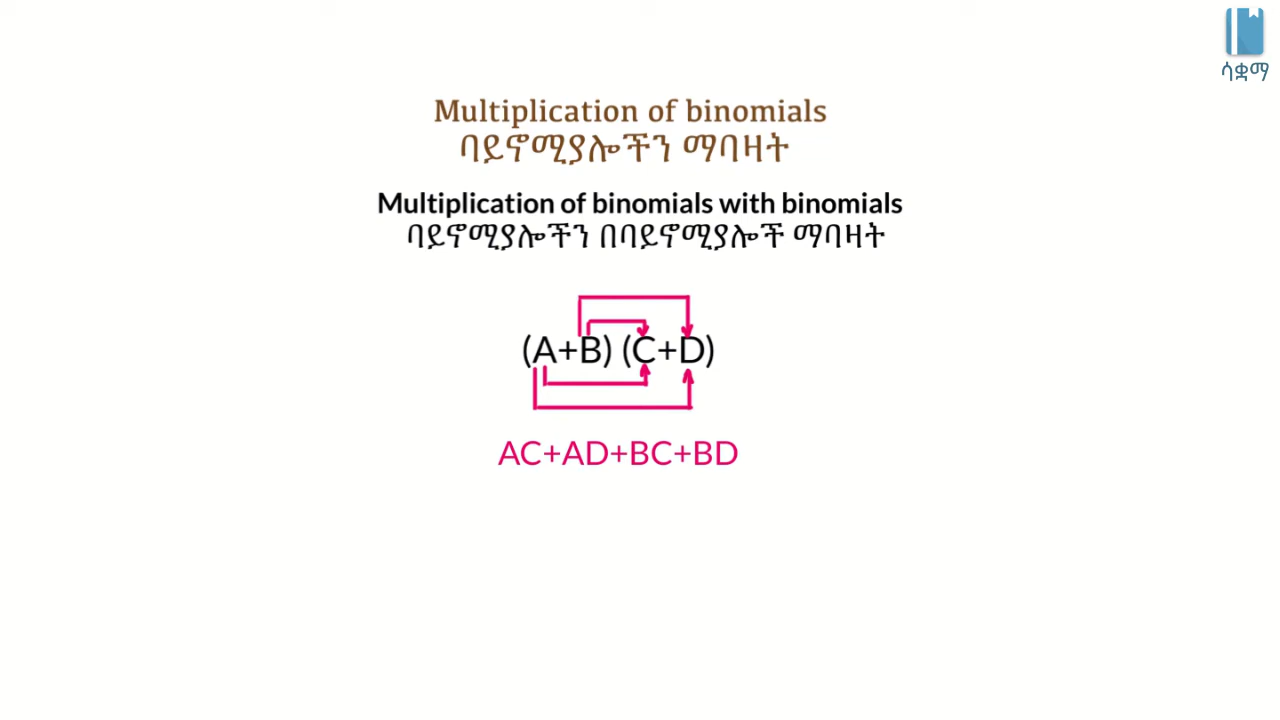 ሳቋማ
Multiplication of binomials
ባይኖሚያሎችን ማባዛት
Multiplication of binomials with binomials
ባይኖሚያሎችን በባይኖሚያሎች ማባዛት
(A+B) (C+D)
AC+AD+BC+BD